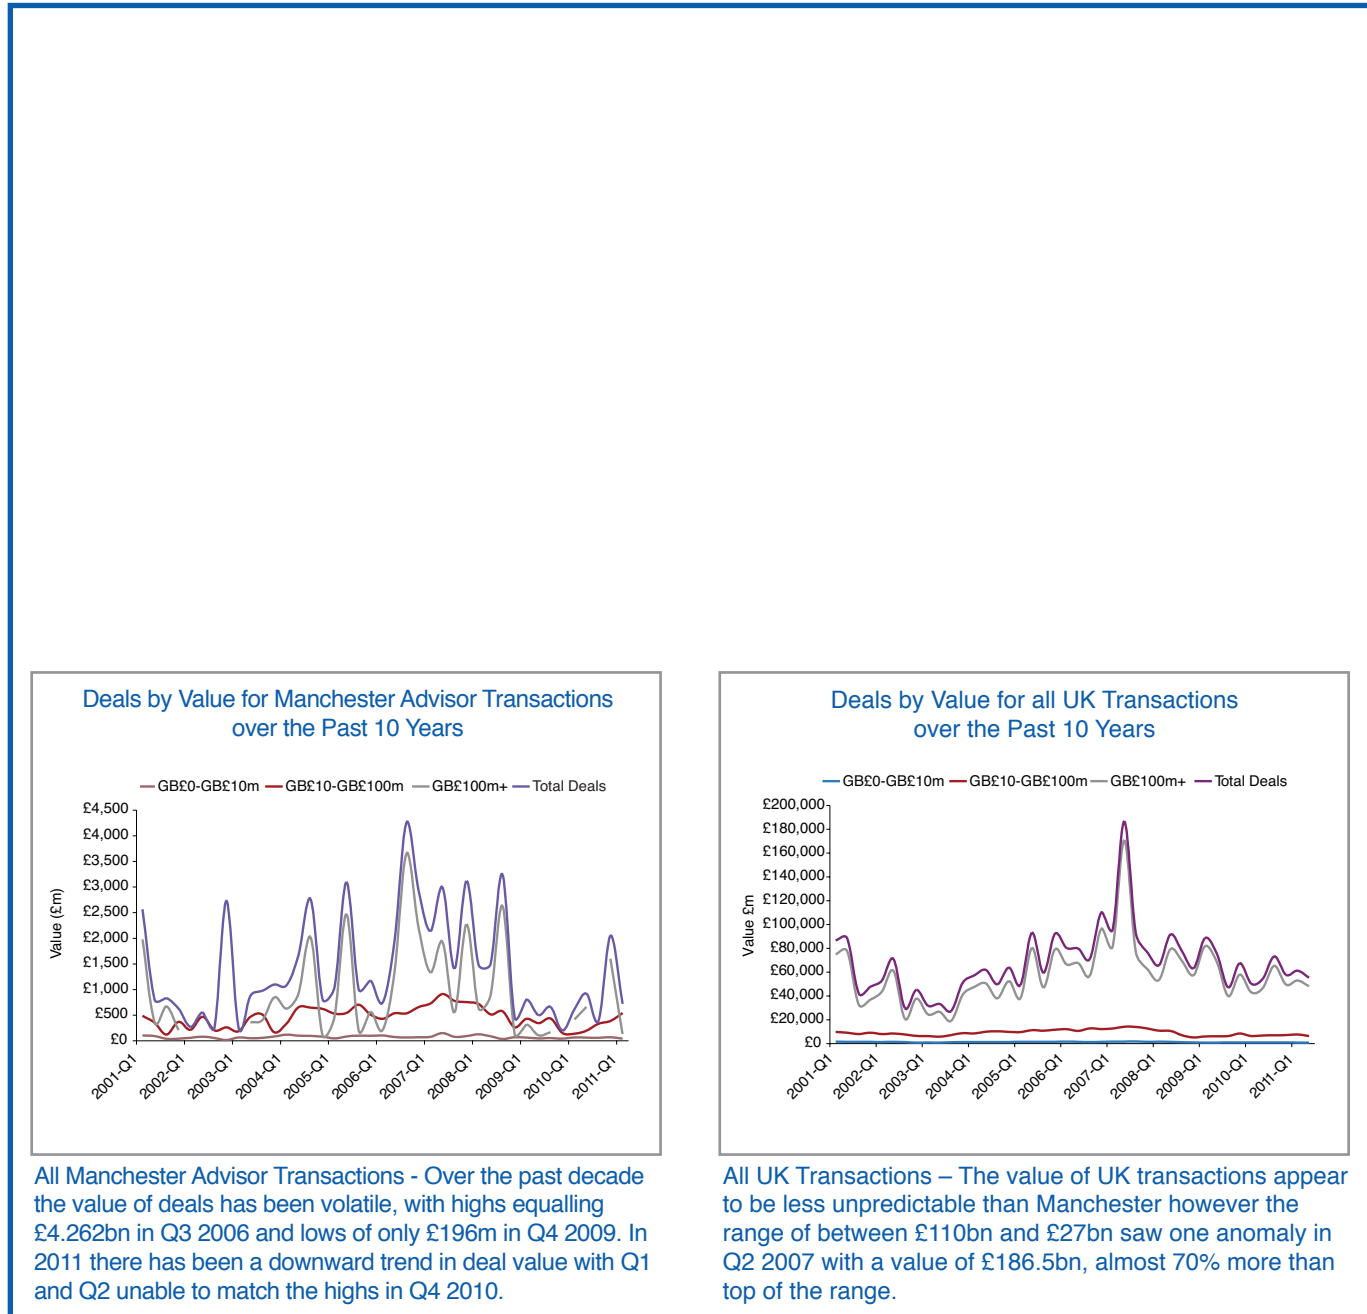 Deals by Value for Manchester Advisor Transactions
over the Past 10 Years
GB£0-GB£10m GB£10-GB£100m GB£100m+ Total Deals
£4,500
£4,000
£3,500
£3,000
£2,500
£2,000
£1,500
£1,000
£500
£0
Value (£m)
2001-Q1
2002-Q1
2003-Q1
2004-Q1
2005-Q1
2006-Q1
2007-Q1
2008-Q1
2009-Q1
2010-Q1
2011-Q1
All Manchester Advisor Transactions - Over the past decade
the value of deals has been volatile, with highs equalling
£4.262bn in Q3 2006 and lows of only £196m in Q4 2009. In
2011 there has been a downward trend in deal value with Q1
and Q2 unable to match the highs in Q4 2010.
Deals by Value for all UK Transactions
over the Past 10 Years
GB£0-GB£10m GB£10-GB£100m GB£100m+ Total Deals
£200,000
£180,000
£160,000
£140,000
£120,000
£100,000
£80,000
£60,000
£40,000
£20,000
£0
Value £m
2001-Q1
2002-Q1
2003-Q1
2004-Q1
2005-Q1
2006-Q1
2007-Q1
2008-Q1
2009-Q1
2010-Q1
2011-Q1
All UK Transactions – The value of UK transactions appear
to be less unpredictable than Manchester however the
range of between £110bn and £27bn saw one anomaly in
Q2 2007 with a value of £186.5bn, almost 70% more than
top of the range.